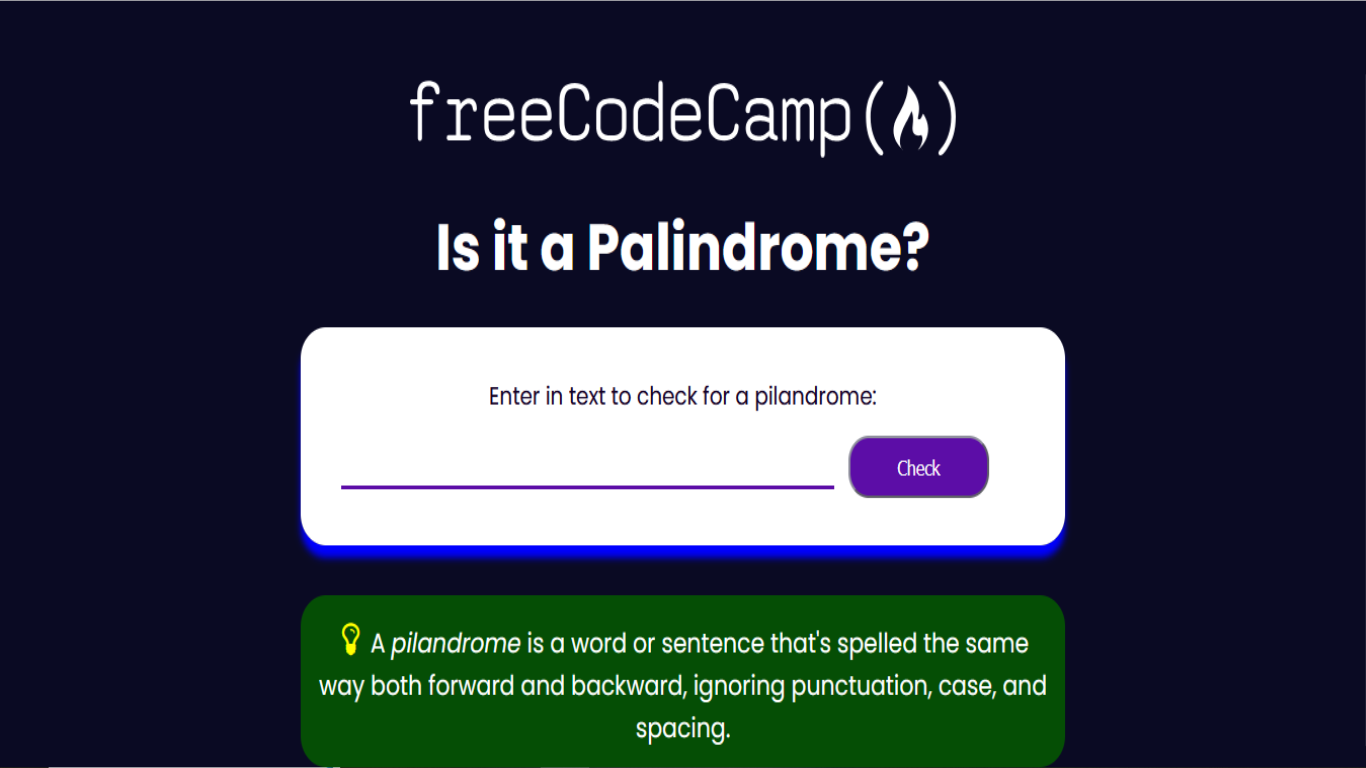 freeCodeCamp()
Is it a Palindrome?
Enter in text to check for a pilandrome:
Check
A pilandrome is a word or sentence that's spelled the same
way both forward and backward, ignoring punctuation, case, and
spacing.